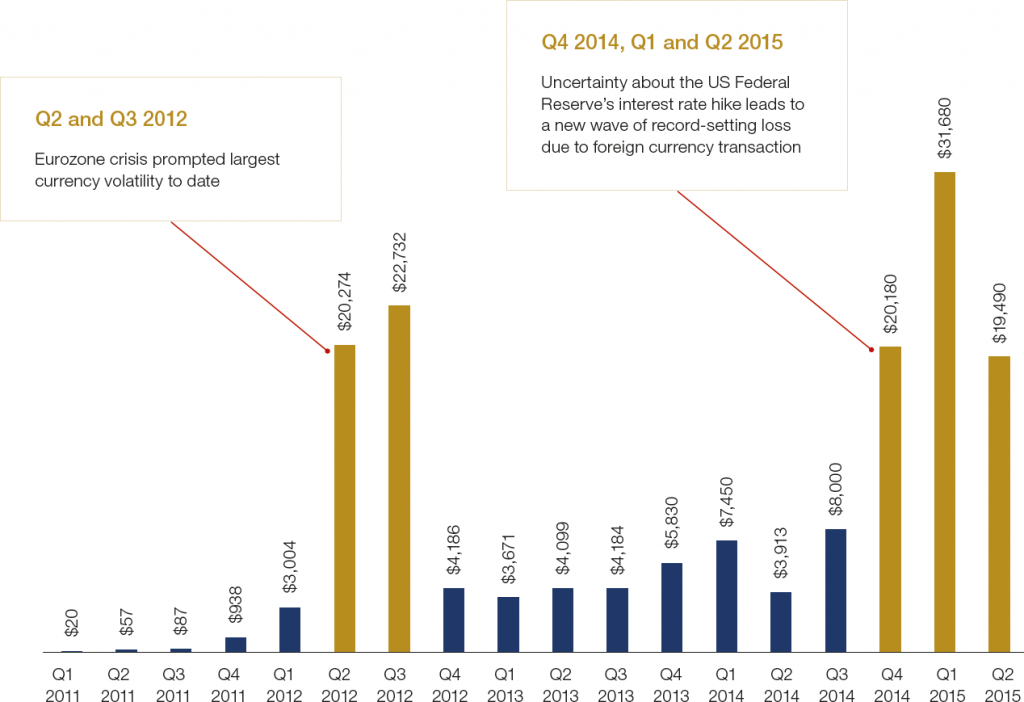 Q4 2014, Q1 and Q2 2015
Uncertainty about the US Federal
Reserve’s interest rate hike leads to
a new wave of record-setting loss
due to foreign currency transaction
Q2 and Q3 2012
Eurozone crisis prompted largest
currency volatility to date
$20
$57
$87
$938
$3,004
$20,274
$22,732
$4,186
$3,671
$4,099
$4,184
$5,830
$7,450
$3,913
$8,000
$20,180
$31,680
$19,490
Q1 Q2 Q3 Q4 Q1 Q2 Q3 Q4 Q1 Q2 Q3 Q4 Q1 Q2 Q3 Q4 Q1 Q2
2011 2011 2011 2011 2012 2012 2012 2012 2013 2013 2013 2013 2014 2014 2014 2014 2015 2015